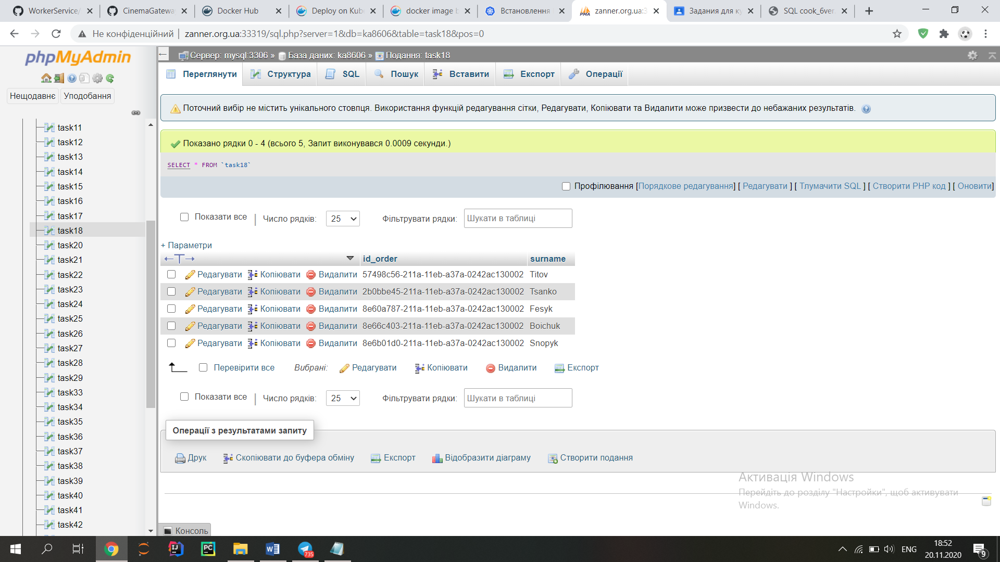 WorkerService/
CinemaGatewa
Docker Hub
Deploy on Kub
docker image b
Встановлення
zanner.org.ua:3
Задания для ку
SQL cook_6ver
Не конфіденційний
zanner.org.ua:33319/sql.php?server=1&db=ka8606&table=task18&pos=0
phpMyAdmin
Нещодавнє Уподобання
task11
task12
task13
task14
task15
task16
task17
task18
task20
task21
task22
task23
task24
task25
task26
task27
task28
task29
task33
task34
task35
task36
task37
task38
task39
task40
task41
task42
Сервер: mysql:3306 » База даних: ka8606 » Подання: task18
Переглянути Структура SQL Пошук Вставити Експорт Операції
Поточний вибір не містить унікального стовпця. Використання функцій редагування сітки, Редагувати, Копіювати та Видалити може призвести до небажаних результатів.
Показано рядки 0 - 4 (всього 5, Запит виконувався 0.0009 секунди.)
SELECT * FROM `task18`
Профілювання [Порядкове редагування] [ Редагувати ] [ Тлумачити SQL ] [ Створити PHP код ] [ Оновити]
Показати все | Число рядків: 25 Фільтрувати рядки: Шукати в таблиці
+ Параметри
←T→ id_order surname
Редагувати Копіювати Видалити 57498c56-211a-11eb-a37a-0242ac130002 Titov
Редагувати Копіювати Видалити 2b0bbe45-211a-11eb-a37a-0242ac130002 Tsanko
Редагувати Копіювати Видалити 8e60a787-211a-11eb-a37a-0242ac130002 Fesyk
Редагувати Копіювати Видалити 8e66c403-211a-11eb-a37a-0242ac130002 Boichuk
Редагувати Копіювати Видалити 8e6b01d0-211a-11eb-a37a-0242ac130002 Snopyk
Перевірити все Вибрані: Редагувати Копіювати Видалити Експорт
Показати все | Число рядків: 25 Фільтрувати рядки: Шукати в таблиці
Операції з результатами запиту
Друк Скопіювати до буфера обміну Експорт Відобразити діаграму Створити подання
Активація Windows
Перейдіть до розділу "Настройки", щоб активувати
Windows.
Консоль
735
ENG
18:52
20.11.2020
9